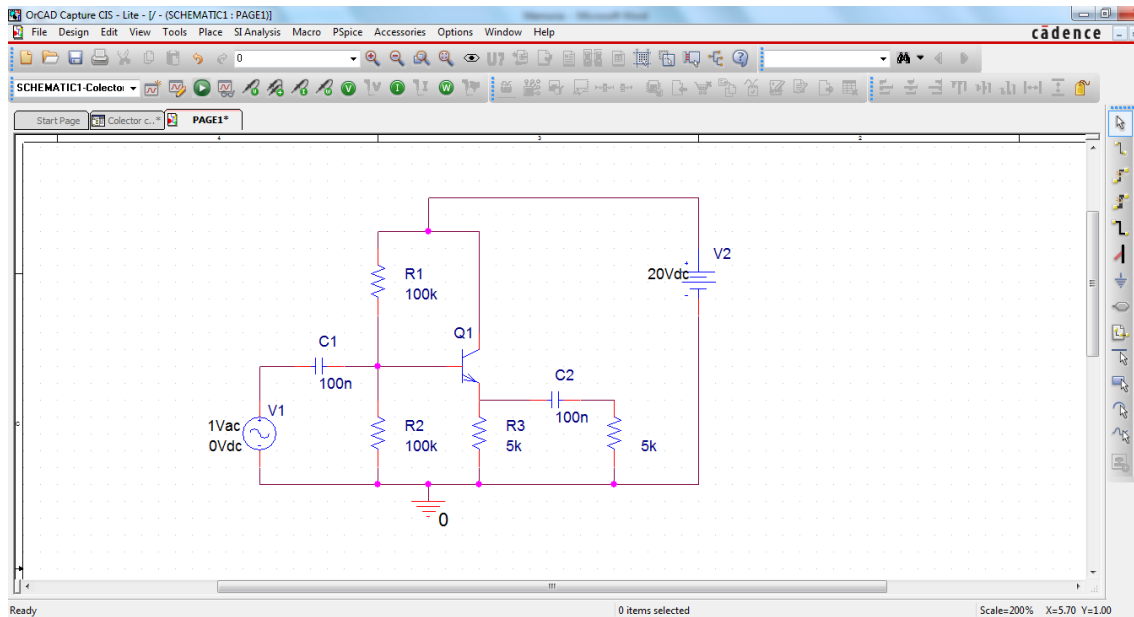 OrCAD Capture CIS - Lite - [/ - (SCHEMATIC1 : PAGE1)]
File Design Edit View Tools Place SI Analysis Macro PSpice Accessories Options Window Help
cādence
0
U?
SCHEMATIC1-Colector
V
V
I
I
W
W
Start Page
Colector c..*
PAGE1*
4
3
2
V2
20Vdc
+
-
R1
100k
Q1
C1
100n
C2
100n
V1
1Vac
0Vdc
R2
100k
R3
5k
5k
0
Ready
0 items selected
Scale=200% X=5.70 Y=1.00